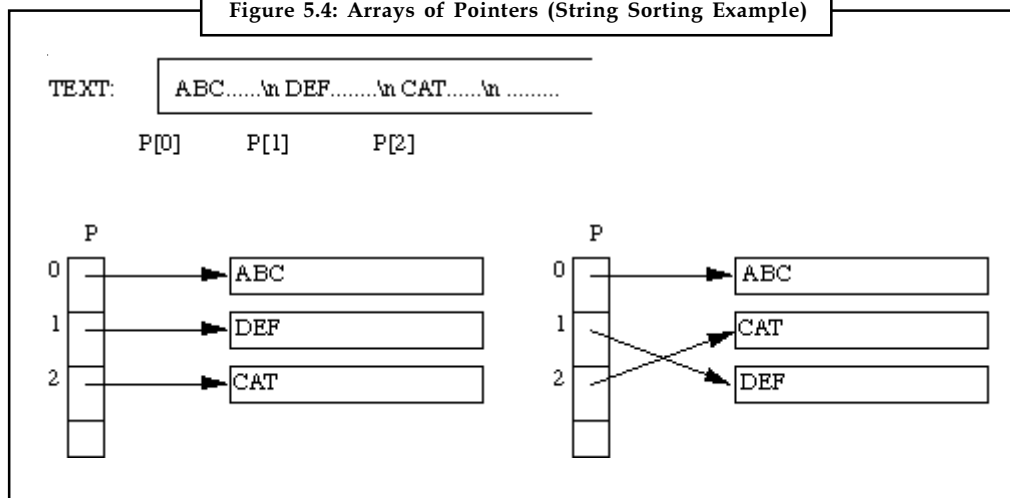 Figure 5.4: Arrays of Pointers (String Sorting Example)
TEXT: ABC......\n DEF........\n CAT......\n .........
P[0] P[1] P[2]
P
0 ABC
1 DEF
2 CAT
P
0 ABC
1 CAT
2 DEF